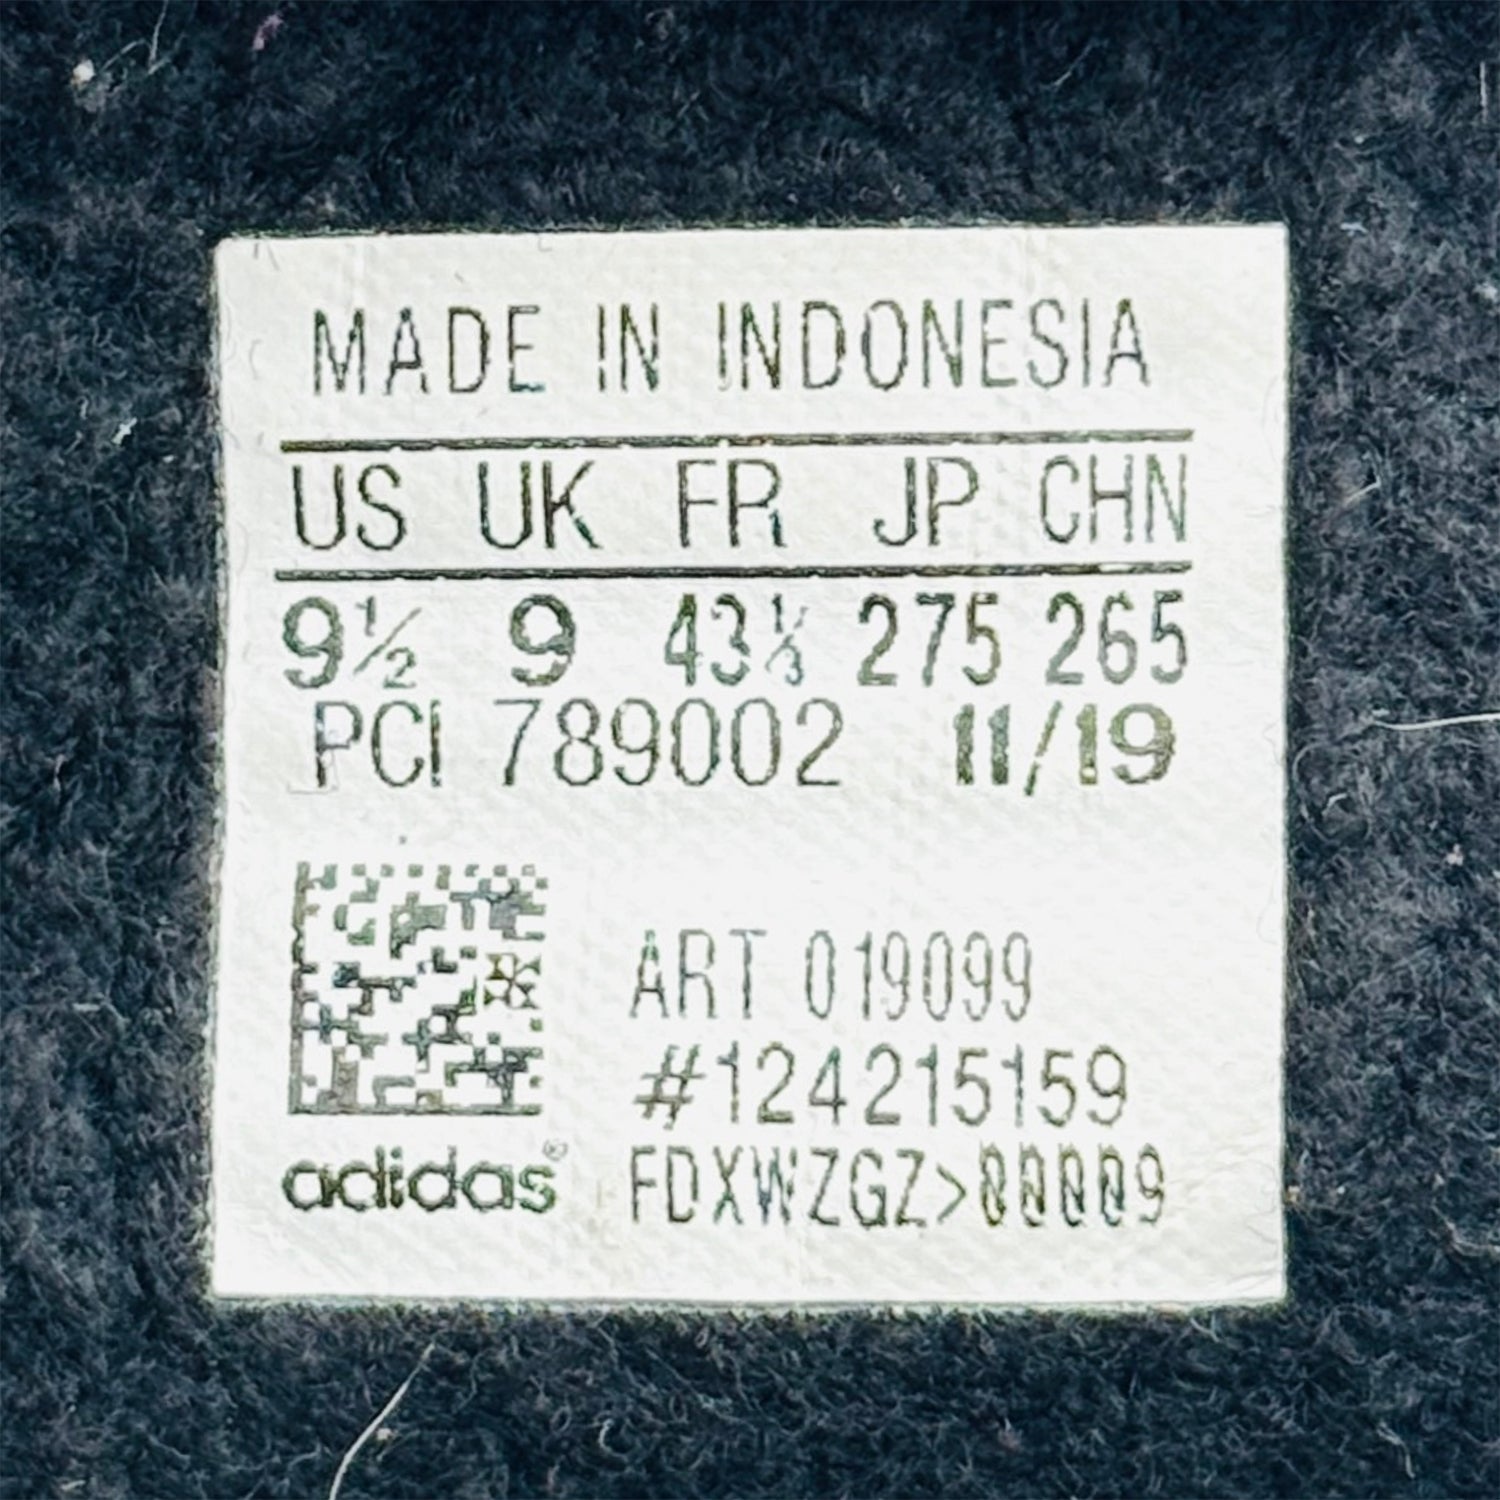 MADE IN INDONESIA
US UK FR JP CHN
9½ 9 43⅓ 275 265
PCI 789002 11/19
ART 019099
#124215159
adidas® FDXWZGZ>00009